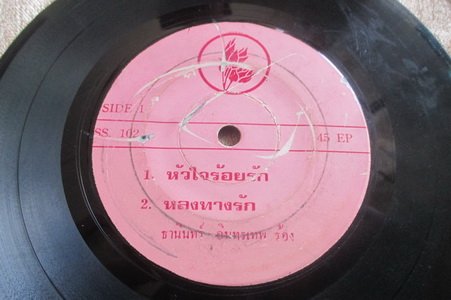 SIDE 1
SS. 102 45 EP
1. หัวใจร้อยรัก
2. หลงทางรัก
ธานินทร์ อินทรเทพ ร้อง